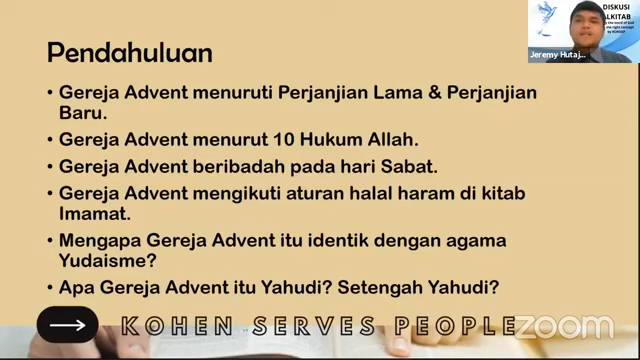 DISKUSI
ALKITAB
Jeremy Hutaj...
Pendahuluan
• Gereja Advent menuruti Perjanjian Lama & Perjanjian
Baru.
• Gereja Advent menurut 10 Hukum Allah.
• Gereja Advent beribadah pada hari Sabat.
• Gereja Advent mengikuti aturan halal haram di kitab
Imamat.
• Mengapa Gereja Advent itu identik dengan agama
Yudaisme?
• Apa Gereja Advent itu Yahudi? Setengah Yahudi?
KOHEN SERVES PEOPLE
zoom